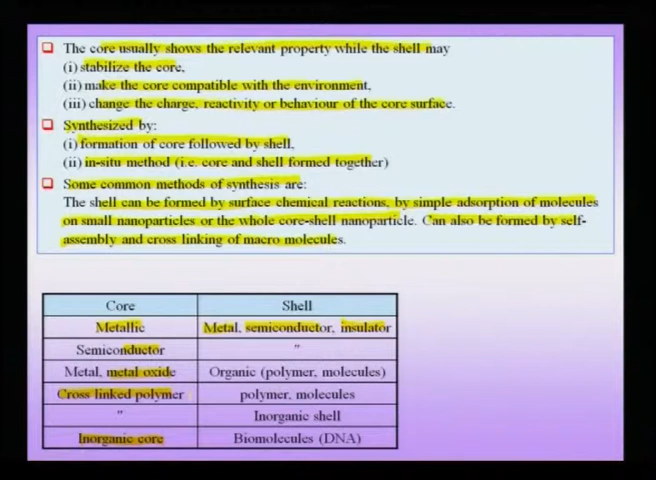 The core usually shows the relevant property while the shell may
(i) stabilize the core,
(ii) make the core compatible with the environment,
(iii) change the charge, reactivity or behaviour of the core surface.
Synthesized by:
(i) formation of core followed by shell,
(ii) in-situ method (i.e. core and shell formed together)
Some common methods of synthesis are:
The shell can be formed by surface chemical reactions, by simple adsorption of molecules
on small nanoparticles or the whole core-shell nanoparticle. Can also be formed by self-
assembly and cross linking of macro molecules.
Core Shell
Metallic Metal, semiconductor, insulator
Semiconductor "
Metal, metal oxide Organic (polymer, molecules)
Cross linked polymer polymer, molecules
" Inorganic shell
Inorganic core Biomolecules (DNA)